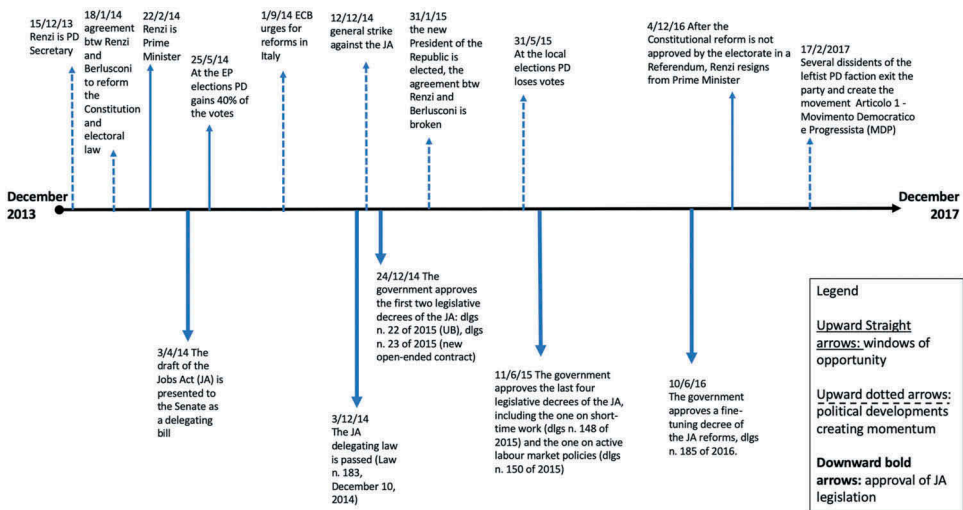 15/12/13
Renzi is PD
Secretary
18/1/14
agreement
btw Renzi
and
Berlusconi
to reform
the
Constitution
and
electoral
law
22/2/14
Renzi is
Prime
Minister
25/5/14
At the EP
elections PD
gains 40% of
the votes
1/9/14 ECB
urges for
reforms in
Italy
12/12/14
general strike
against the JA
31/1/15
the new
President of
the Republic
is elected, the
agreement btw
Renzi and
Berlusconi is
broken
31/5/15
At the local
elections PD
loses votes
4/12/16 After the
Constitutional reform is not
approved by the electorate in a
Referendum, Renzi resigns
from Prime Minister
17/2/2017
Several dissidents of the
leftist PD faction exit the
party and create the
movement Articolo 1 -
Movimento Democratico
e Progressista (MDP)
December
2013
December
2017
3/4/14 The
draft of the
Jobs Act (JA) is
presented to
the Senate as
a delegating
bill
3/12/14
The JA
delegating law
is passed (Law
n. 183,
December 10,
2014)
24/12/14 The
government approves
the first two legislative
decrees of the JA: dlgs
n. 22 of 2015 (UB), dlgs
n. 23 of 2015 (new
open-ended contract)
11/6/15 The government
approves the last four
legislative decrees of the JA,
including the one on short-
time work (dlgs n. 148 of
2015) and the one on active
labour market policies (dlgs
n. 150 of 2015)
10/6/16
The government
approves a fine-
tuning decree of
the JA reforms, dlgs
n. 185 of 2016.
Legend
Upward Straight
arrows: windows of
opportunity
Upward dotted arrows:
political developments
creating momentum
Downward bold
arrows: approval of JA
legislation